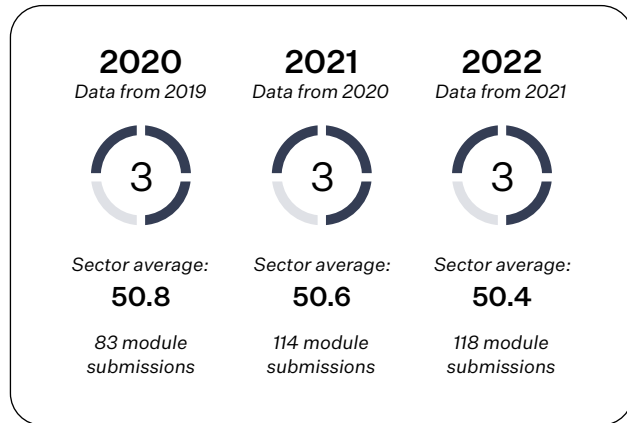 2020
Data from 2019
3
Sector average:
50.8
83 module
submissions
2021
Data from 2020
3
Sector average:
50.6
114 module
submissions
2022
Data from 2021
3
Sector average:
50.4
118 module
submissions